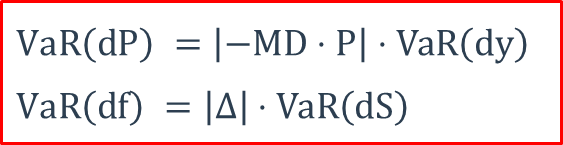 VaR(dP) = |−MD · P| · VaR(dy)
VaR(df) = |Δ| · VaR(dS)